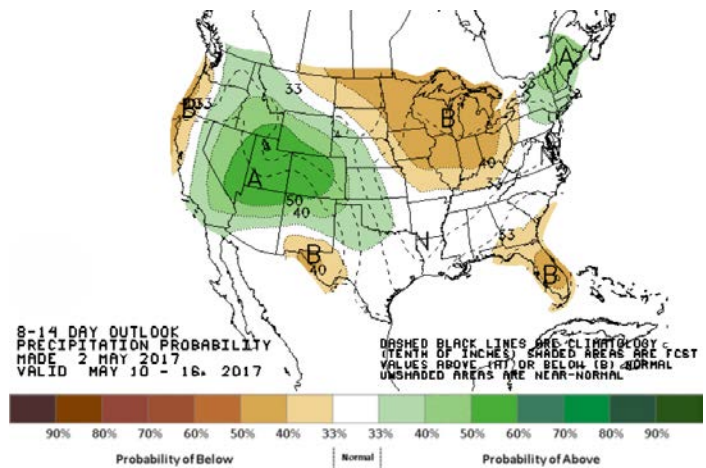 A
33
33
B
33
B
A
40
33
N
50
40
N
33
B
40
B
8-14 DAY OUTLOOK
PRECIPITATION PROBABILITY
MADE 2 MAY 2017
VALID MAY 10 - 16, 2017
DASHED BLACK LINES ARE CLIMATOLOGY
(TENTH OF INCHES) SHADED AREAS ARE FCST
VALUES ABOVE (A) OR BELOW (B) NORMAL
UNSHADED AREAS ARE NEAR-NORMAL
90% 80% 70% 60% 50% 40% 33% 33% 40% 50% 60% 70% 80% 90%
Probability of Below Normal Probability of Above